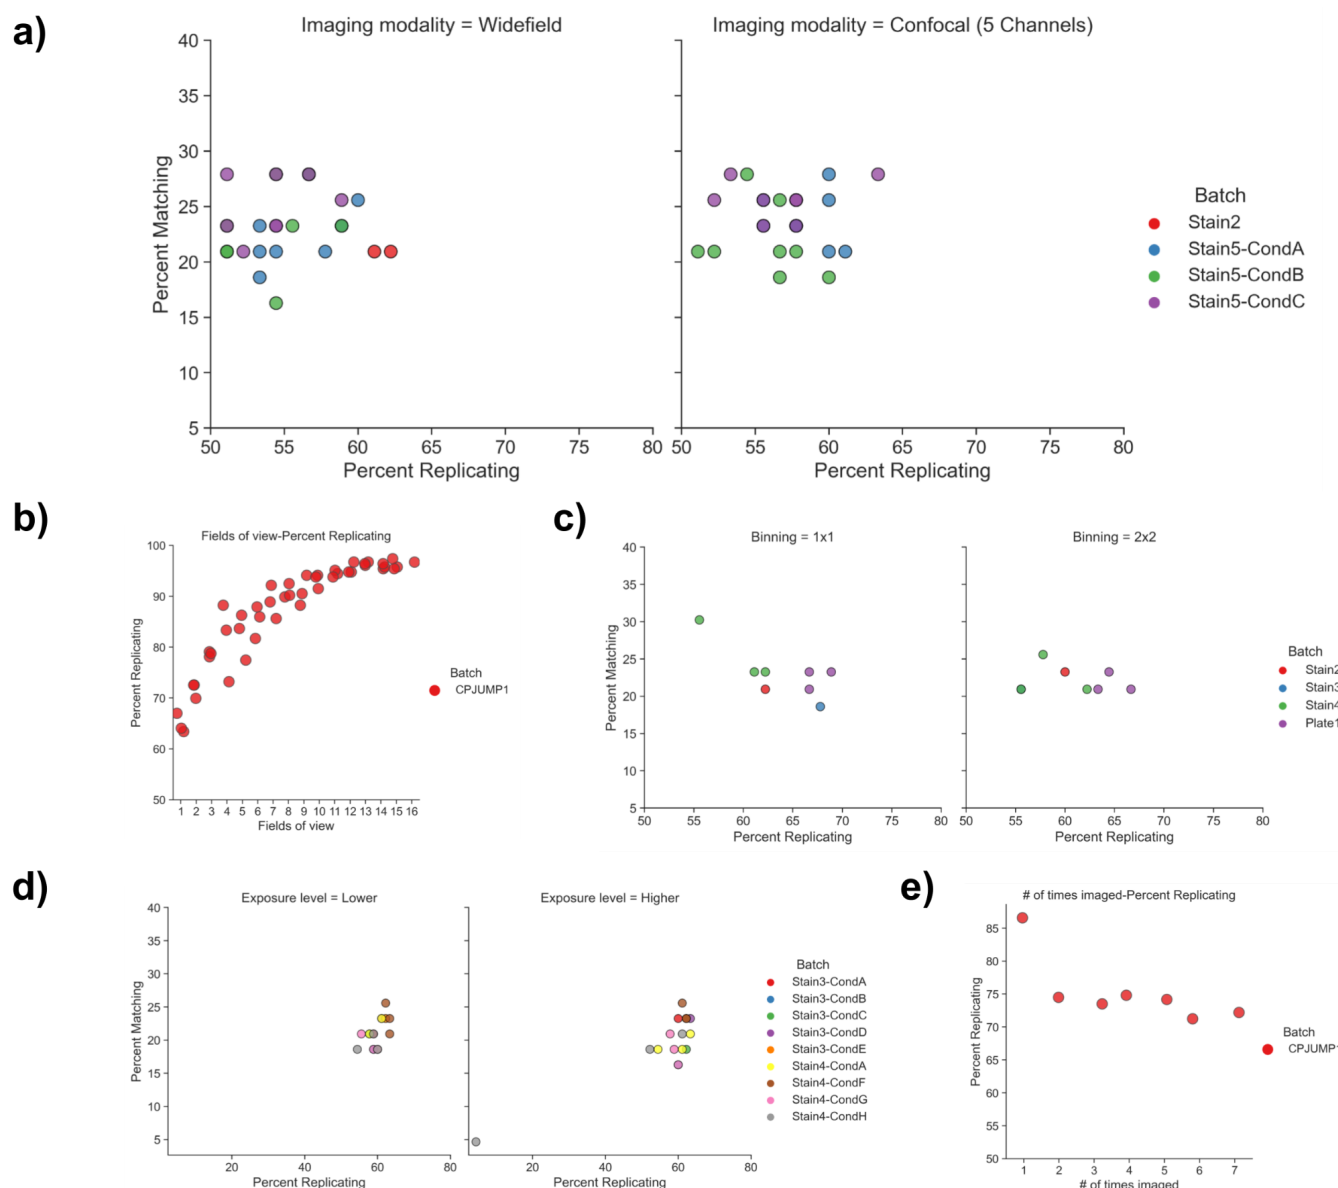 a)
Imaging modality = Widefield
Imaging modality = Confocal (5 Channels)
40
35
30
25
20
15
10
5
Percent Matching
50 55 60 65 70 75 80
Percent Replicating
50 55 60 65 70 75 80
Percent Replicating
Batch
Stain2
Stain5-CondA
Stain5-CondB
Stain5-CondC
b)
Fields of view-Percent Replicating
100
90
80
70
60
50
Percent Replicating
1 2 3 4 5 6 7 8 9 10 11 12 13 14 15 16
Fields of view
Batch
CPJUMP1
c)
Binning = 1x1
Binning = 2x2
40
35
30
25
20
15
10
5
Percent Matching
50 55 60 65 70 75 80
Percent Replicating
50 55 60 65 70 75 80
Percent Replicating
Batch
Stain2
Stain3
Stain4
Plate1
d)
Exposure level = Lower
Exposure level = Higher
40
35
30
25
20
15
10
5
Percent Matching
20 40 60 80
Percent Replicating
20 40 60 80
Percent Replicating
Batch
Stain3-CondA
Stain3-CondB
Stain3-CondC
Stain3-CondD
Stain3-CondE
Stain4-CondA
Stain4-CondF
Stain4-CondG
Stain4-CondH
e)
# of times imaged-Percent Replicating
85
80
75
70
65
60
55
50
Percent Replicating
1 2 3 4 5 6 7
# of times imaged
Batch
CPJUMP1